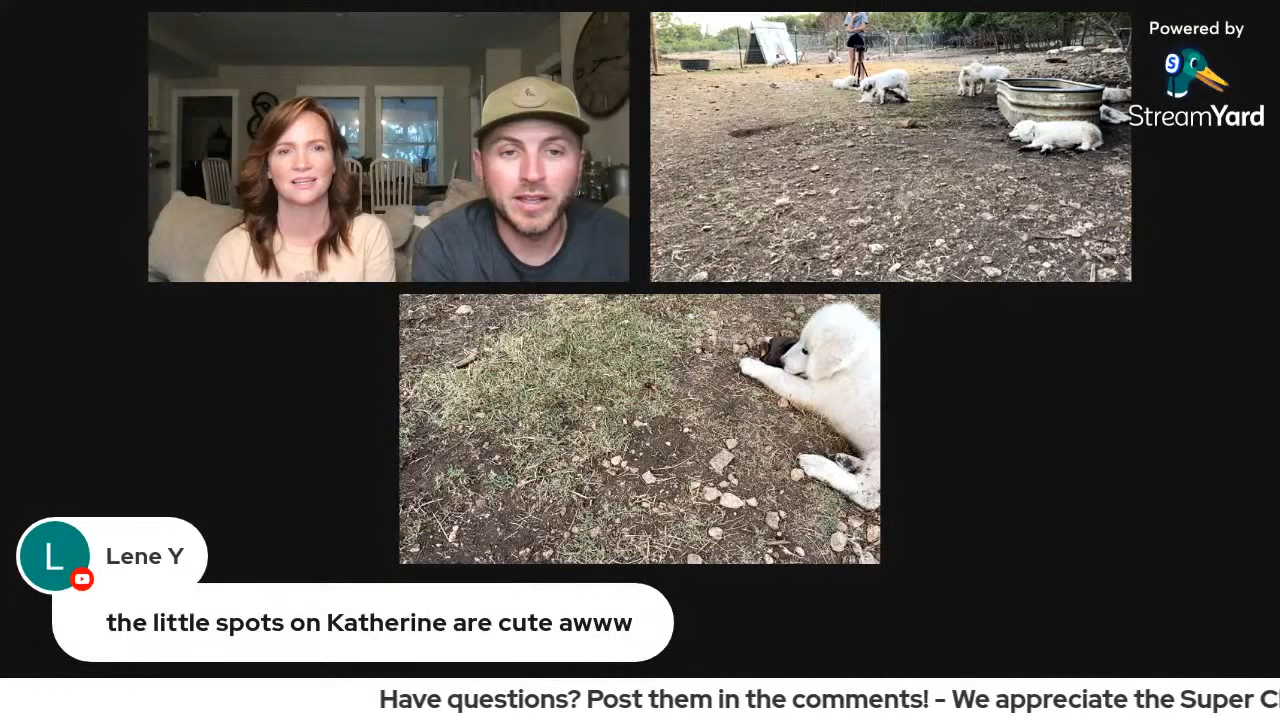 Powered by
StreamYard
L
Lene Y
the little spots on Katherine are cute awww
Have questions? Post them in the comments! - We appreciate the Super C